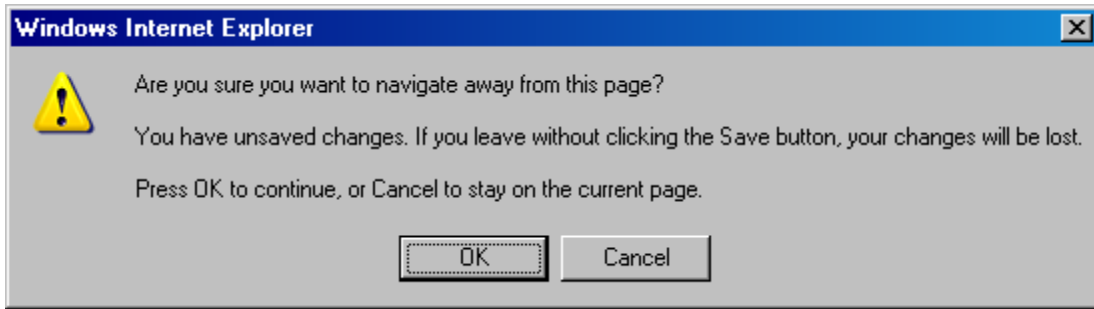 Windows Internet Explorer
Are you sure you want to navigate away from this page?
You have unsaved changes. If you leave without clicking the Save button, your changes will be lost.
Press OK to continue, or Cancel to stay on the current page.
OK
Cancel